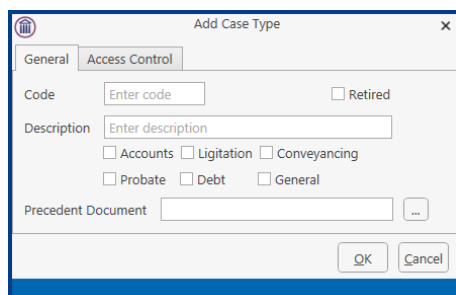 Add Case Type
General Access Control
Code Enter code Retired
Description Enter description
Accounts Ligitation Conveyancing
Probate Debt General
Precedent Document ...
OK Cancel